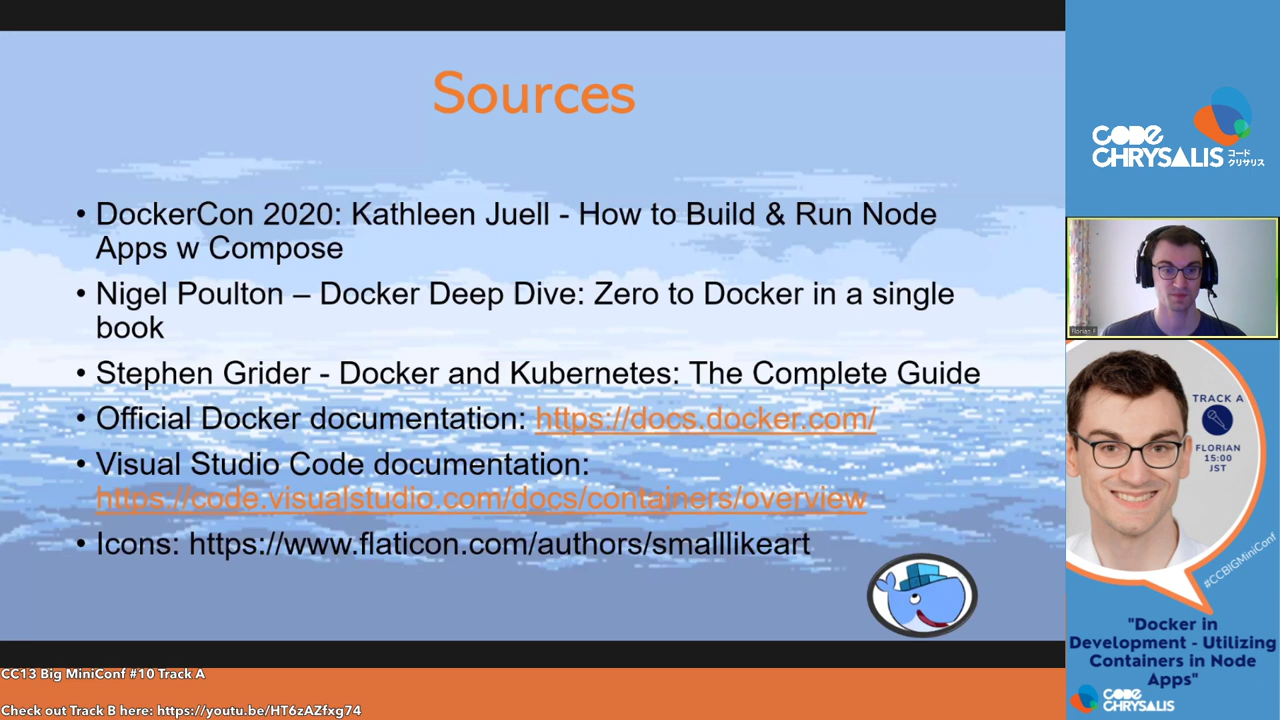 Sources
• DockerCon 2020: Kathleen Juell - How to Build & Run Node
Apps w Compose
• Nigel Poulton – Docker Deep Dive: Zero to Docker in a single
book
• Stephen Grider - Docker and Kubernetes: The Complete Guide
• Official Docker documentation: https://docs.docker.com/
• Visual Studio Code documentation:
https://code.visualstudio.com/docs/containers/overview
• Icons: https://www.flaticon.com/authors/smalllikeart
CODE
CHRYSALIS
コード
クリサリス
Florian F
TRACK A
FLORIAN
15:00
JST
#CCBIGMiniConf
"Docker in
Development - Utilizing
Containers in Node
Apps"
CODE
CHRYSALIS
CC13 Big MiniConf #10 Track A
Check out Track B here: https://youtu.be/HT6zAZfxg74